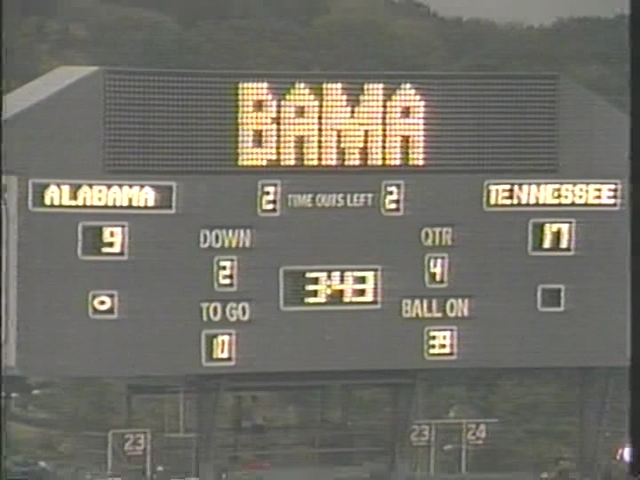 BAMA
ALABAMA 2 TIME OUTS LEFT 2 TENNESSEE
9 DOWN QTR 17
2 3:43 4
0 TO GO BALL ON
10 39
23 23 24